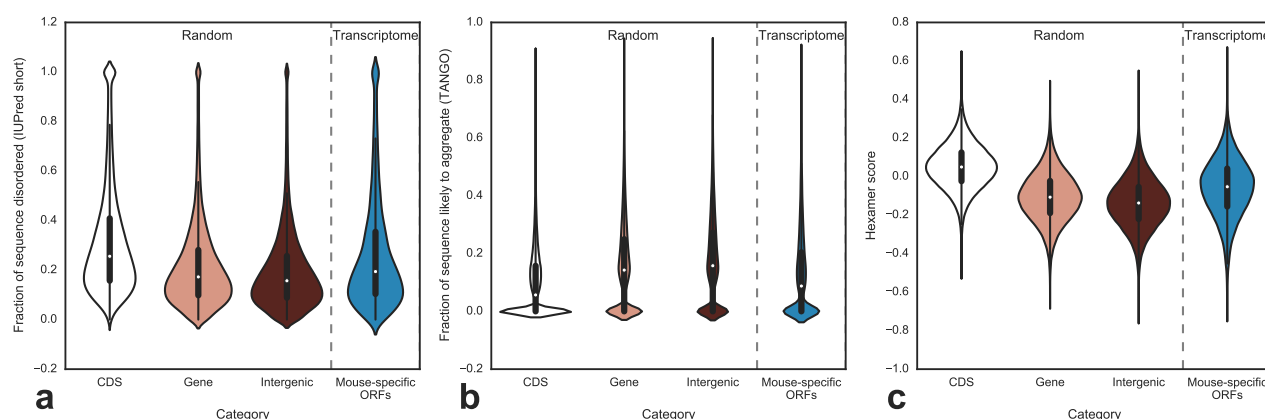 Fraction of sequence disordered (IUPred short)
1.2
1.0
0.8
0.6
0.4
0.2
0.0
−0.2
Random
Transcriptome
CDS
Gene
Intergenic
Mouse-specific
ORFs
Category
a
Fraction of sequence likely to aggregate (TANGO)
1.0
0.8
0.6
0.4
0.2
0.0
−0.2
Random
Transcriptome
CDS
Gene
Intergenic
Mouse-specific
ORFs
Category
b
Hexamer score
0.8
0.6
0.4
0.2
0.0
−0.2
−0.4
−0.6
−0.8
−1.0
Random
Transcriptome
CDS
Gene
Intergenic
Mouse-specific
ORFs
Category
c